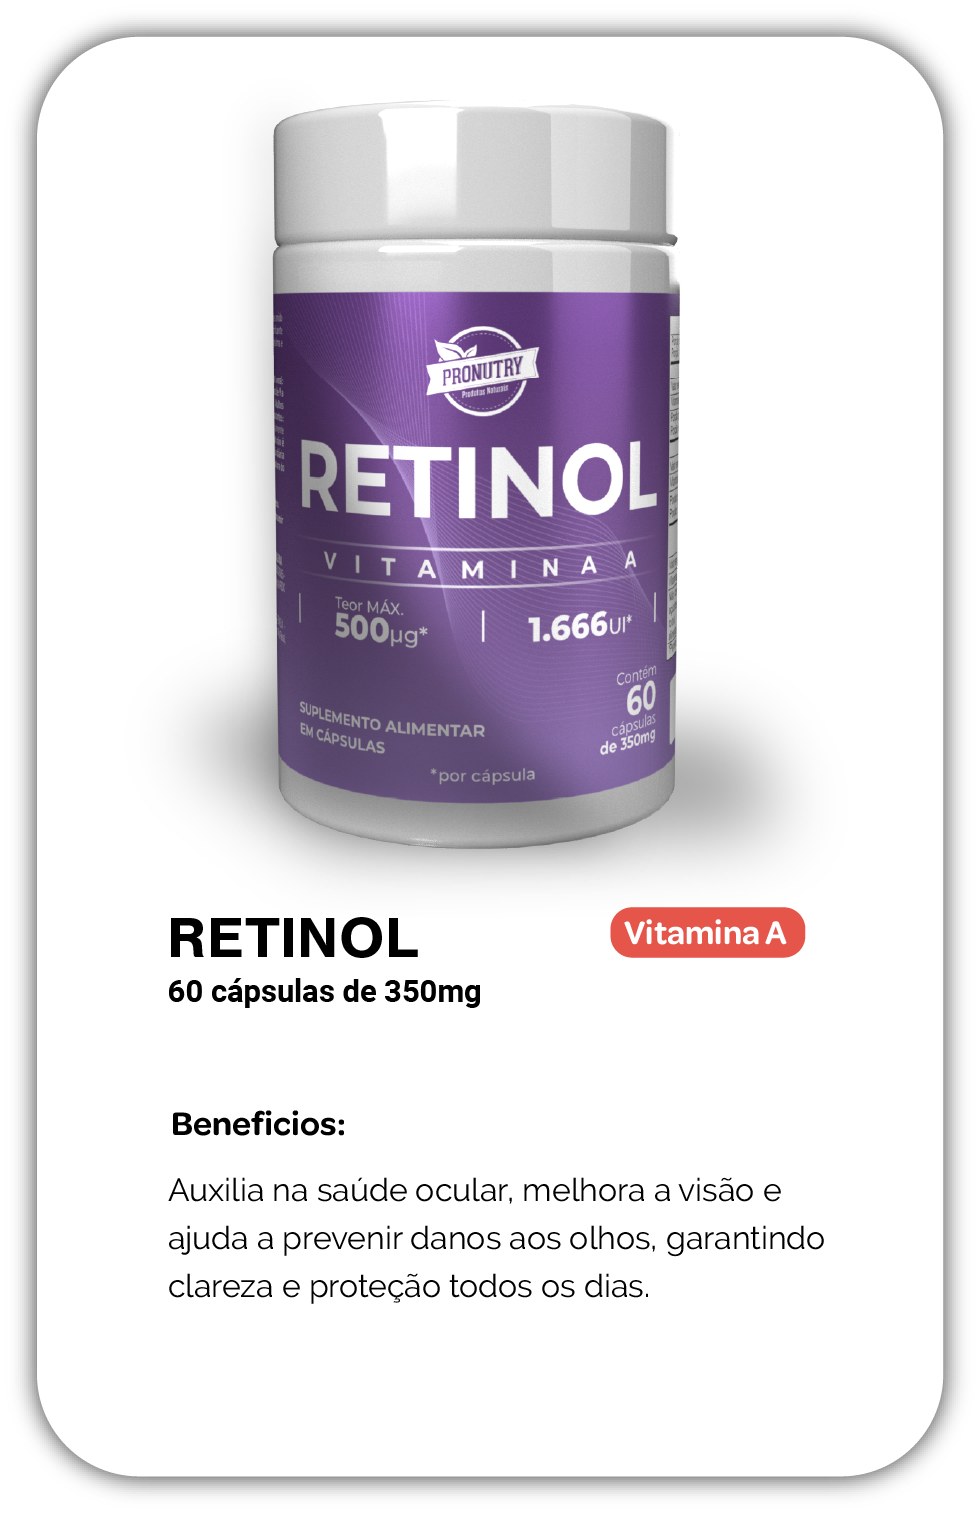 PRONUTRY
Produtos Naturais
RETINOL
VITAMINA A
Teor MÁX.
500µg*
1.666UI*
Contém
60
cápsulas
de 350mg
SUPLEMENTO ALIMENTAR
EM CÁPSULAS
*por cápsula
RETINOL
Vitamina A
60 cápsulas de 350mg
Beneficios:
Auxilia na saúde ocular, melhora a visão e
ajuda a prevenir danos aos olhos, garantindo
clareza e proteção todos os dias.